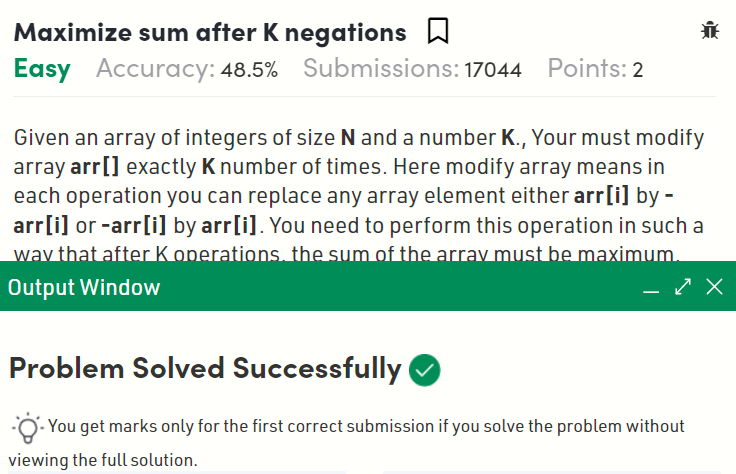 Maximize sum after K negations
Easy Accuracy: 48.5% Submissions: 17044 Points: 2
Given an array of integers of size N and a number K., Your must modify
array arr[] exactly K number of times. Here modify array means in
each operation you can replace any array element either arr[i] by -
arr[i] or -arr[i] by arr[i]. You need to perform this operation in such a
way that after K operations, the sum of the array must be maximum.
Output Window
Problem Solved Successfully
You get marks only for the first correct submission if you solve the problem without
viewing the full solution.